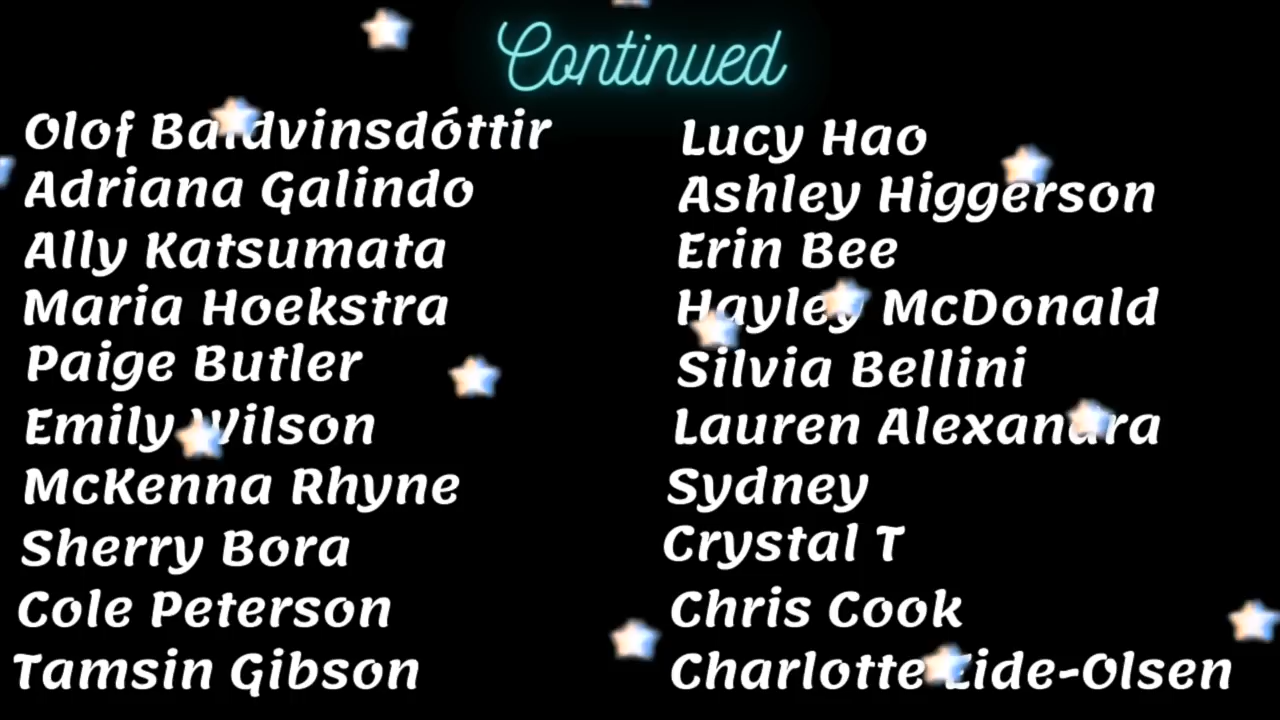 Continued
Olof Baldvinsdóttir
Adriana Galindo
Ally Katsumata
Maria Hoekstra
Paige Butler
Emily Wilson
McKenna Rhyne
Sherry Bora
Cole Peterson
Tamsin Gibson
Lucy Hao
Ashley Higgerson
Erin Bee
Hayley McDonald
Silvia Bellini
Lauren Alexandra
Sydney
Crystal T
Chris Cook
Charlotte Eide-Olsen